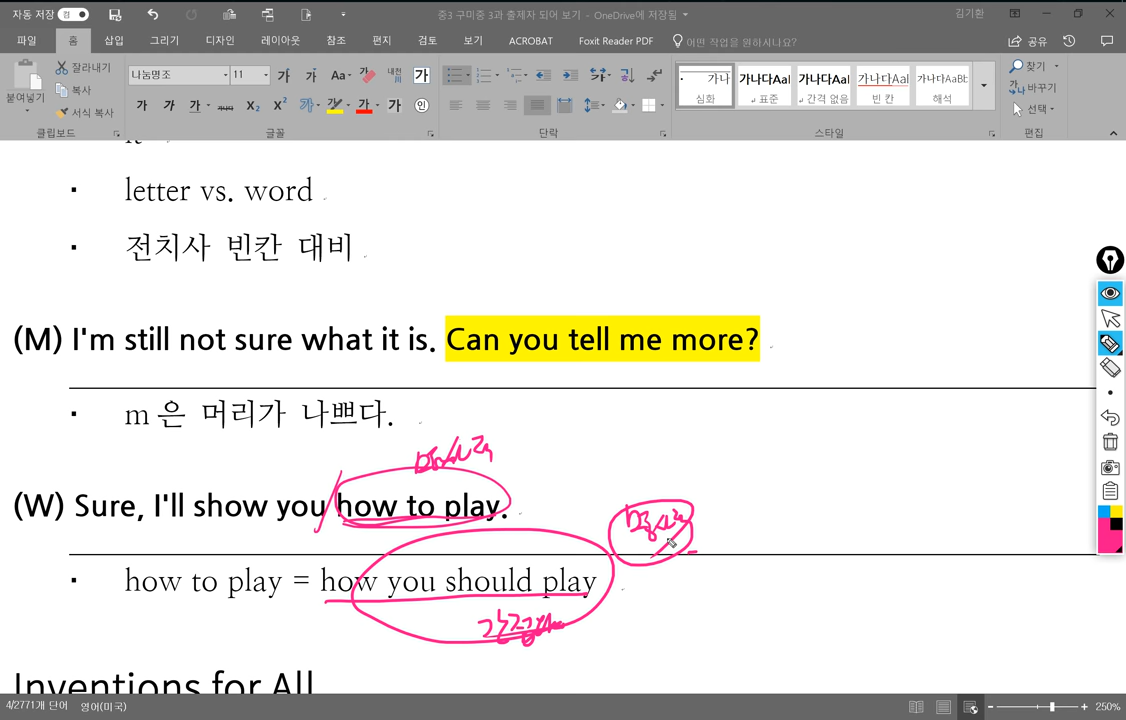 자동 저장 컴 중3 구미중 3과 출제자 되어 보기 - OneDrive에 저장됨 김기환
파일 홈 삽입 그리기 디자인 레이아웃 참조 편지 검토 보기 ACROBAT Foxit Reader PDF 어떤 작업을 원하시나요? 공유
붙여넣기 잘라내기 복사 서식 복사
나눔명조 11
가나다AaI 가나다AaI 가나다AaI 가나다AaBb
심화 표준 간격 없음 빈 칸 해석
찾기 바꾸기 선택
클립보드 글꼴 단락 스타일 편집
letter vs. word
전치사 빈칸 대비
(M) I'm still not sure what it is. Can you tell me more?
m은 머리가 나쁘다.
(W) Sure, I'll show you how to play.
how to play = how you should play
Inventions for All
4/2771개 단어 영어(미국) 250%